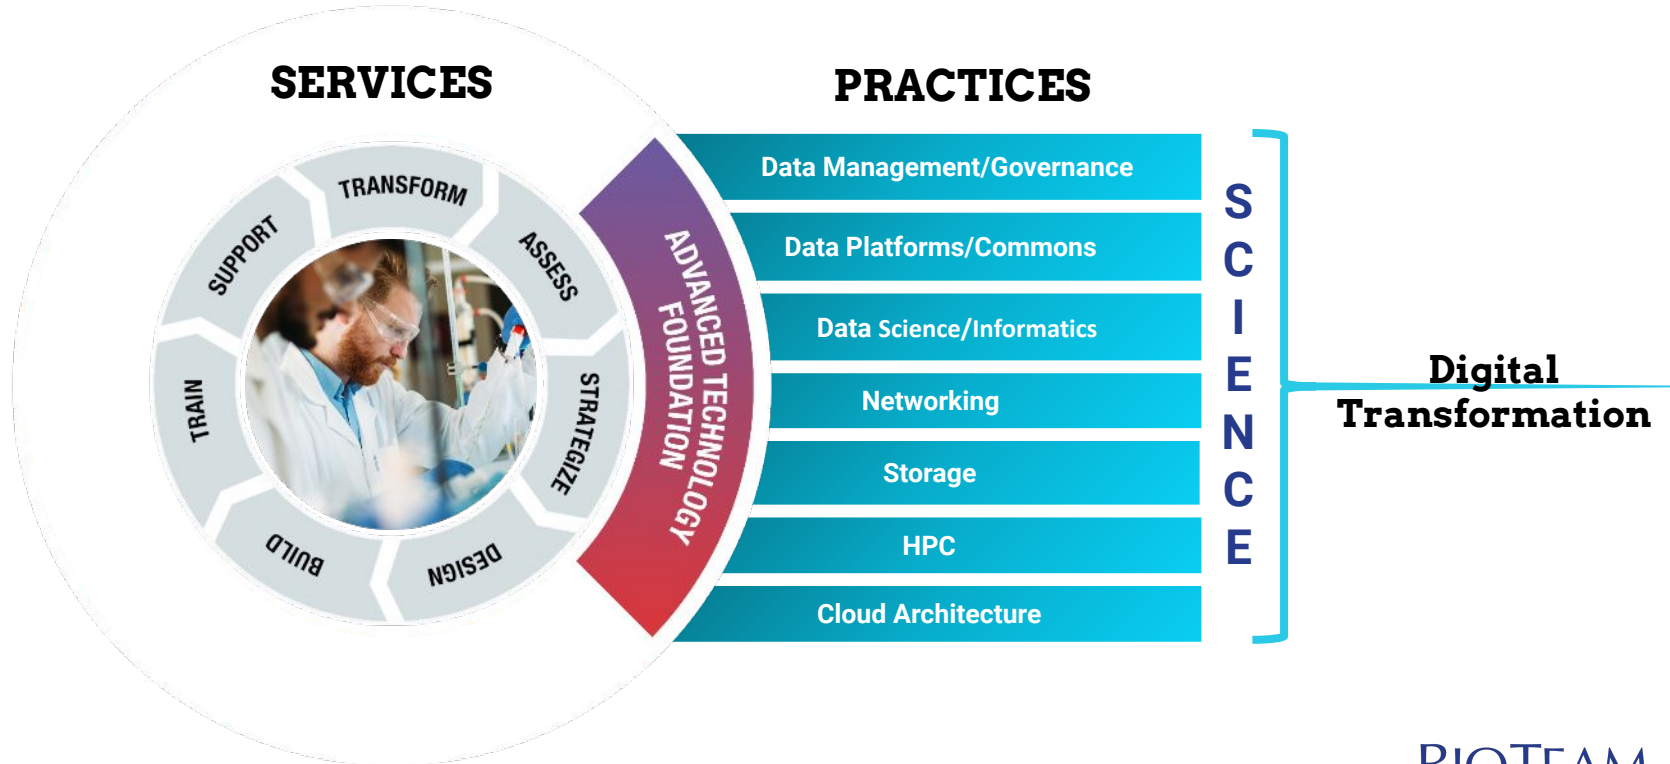 SERVICES
PRACTICES
TRANSFORM
ASSESS
STRATEGIZE
DESIGN
BUILD
TRAIN
SUPPORT
ADVANCED TECHNOLOGY
FOUNDATION
Data Management/Governance
Data Platforms/Commons
Data Science/Informatics
Networking
Storage
HPC
Cloud Architecture
S
C
I
E
N
C
E
Digital
Transformation
BIOTEAM